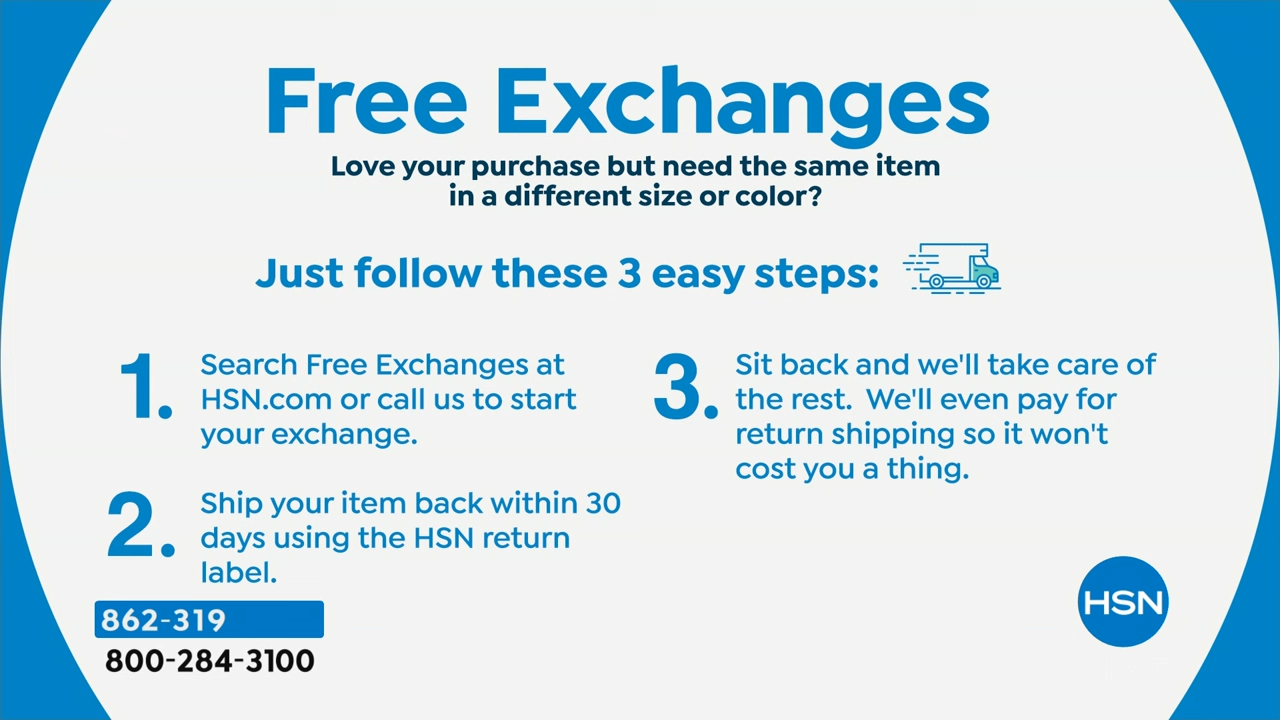 Free Exchanges
Love your purchase but need the same item
in a different size or color?
Just follow these 3 easy steps:
1. Search Free Exchanges at
HSN.com or call us to start
your exchange.
2. Ship your item back within 30
days using the HSN return
label.
3. Sit back and we'll take care of
the rest.  We'll even pay for
return shipping so it won't
cost you a thing.
862-319
800-284-3100
HSN